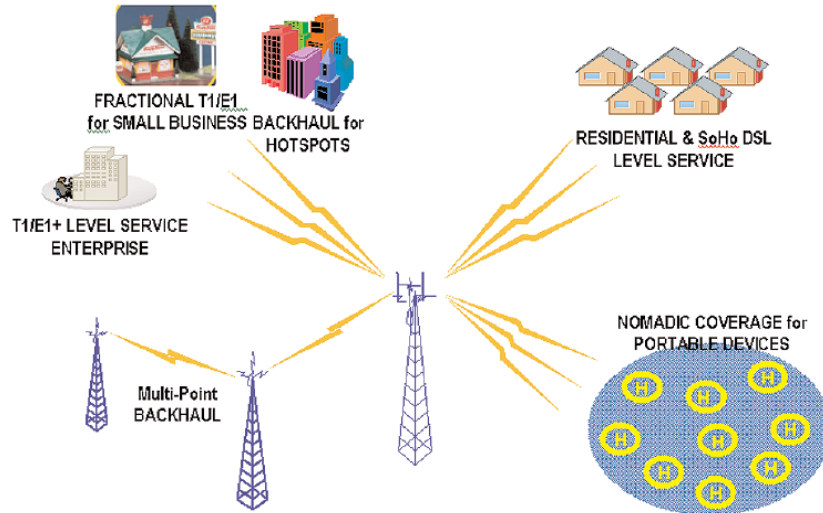 FRACTIONAL T1/E1
for SMALL BUSINESS BACKHAUL for
HOTSPOTS
RESIDENTIAL & SoHo DSL
LEVEL SERVICE
T1/E1+ LEVEL SERVICE
ENTERPRISE
NOMADIC COVERAGE for
PORTABLE DEVICES
Multi-Point
BACKHAUL
H
H
H
H
H
H
H
H
H